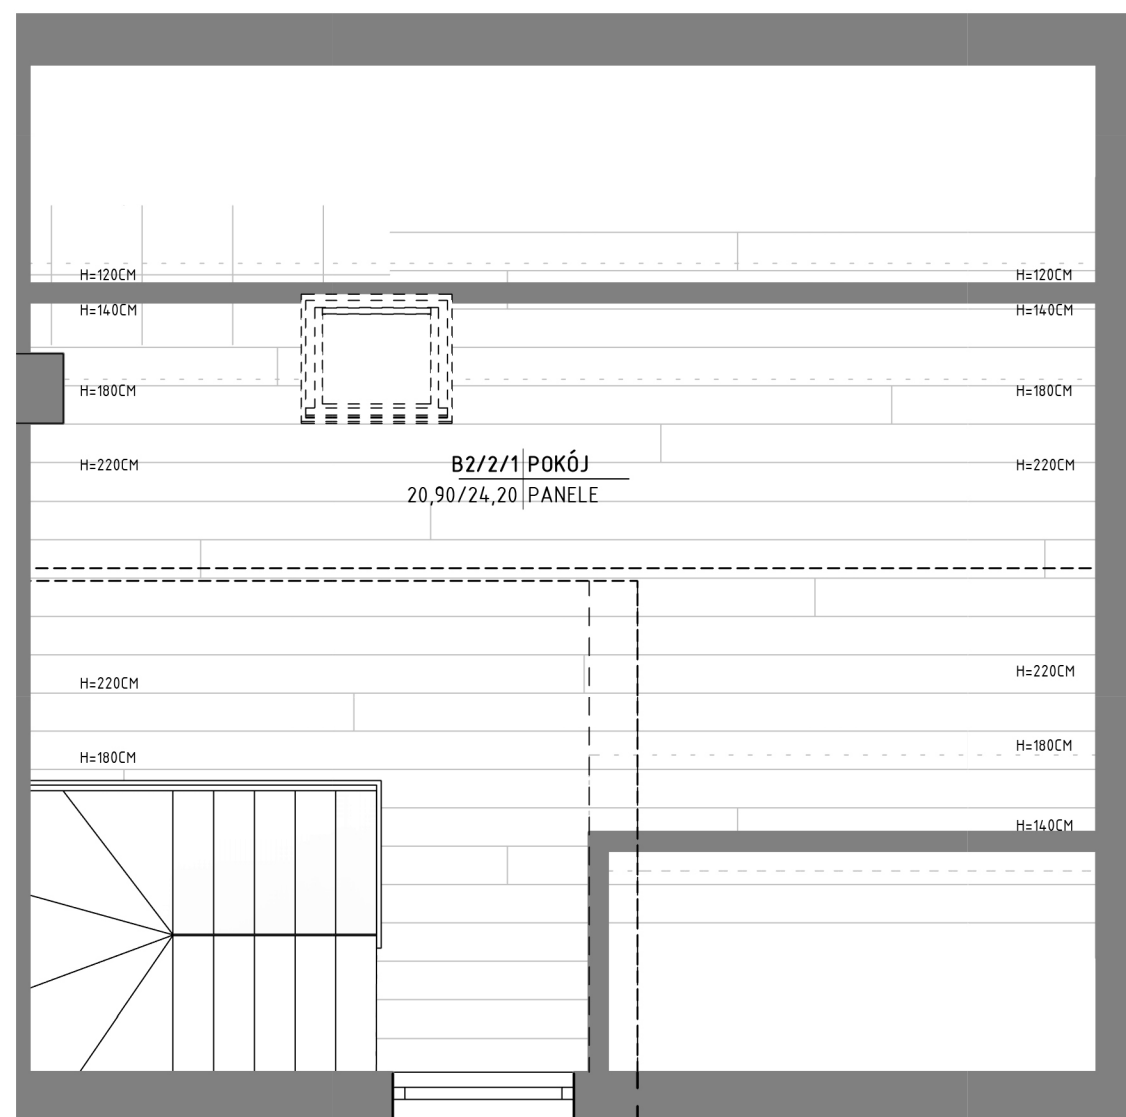 H=120CM H=120CM
H=140CM H=140CM
H=180CM H=180CM
B2/2/1 POKÓJ
H=220CM H=220CM
20,90/24,20 PANELE
H=220CM H=220CM
H=180CM H=180CM
H=140CM